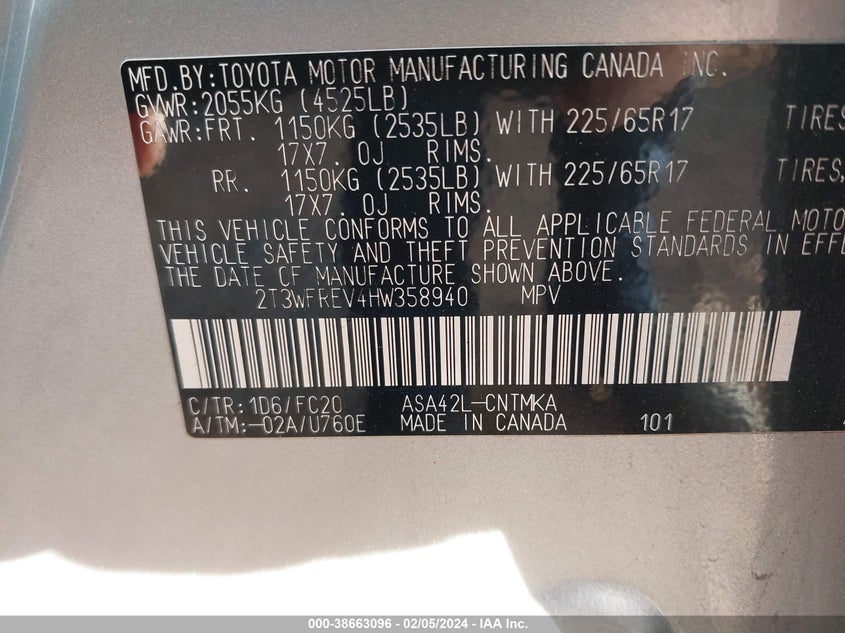 MFD.BY:TOYOTA MOTOR MANUFACTURING CANADA INC.
GVWR:2055KG (4525LB)
GAWR:FRT. 1150KG (2535LB) WITH 225/65R17 TIRES
17X7.0J RIMS.
RR. 1150KG (2535LB) WITH 225/65R17 TIRES,
17X7.0J RIMS.
THIS VEHICLE CONFORMS TO ALL APPLICABLE FEDERAL MOTO
VEHICLE SAFETY AND THEFT PREVENTION STANDARDS IN EFFE
THE DATE OF MANUFACTURE SHOWN ABOVE.
2T3WFREV4HW358940 MPV
C/TR:1D6/FC20 ASA42L-CNTMKA
A/TM:-02A/U760E MADE IN CANADA 101
000-38663096 - 02/05/2024 - IAA Inc.